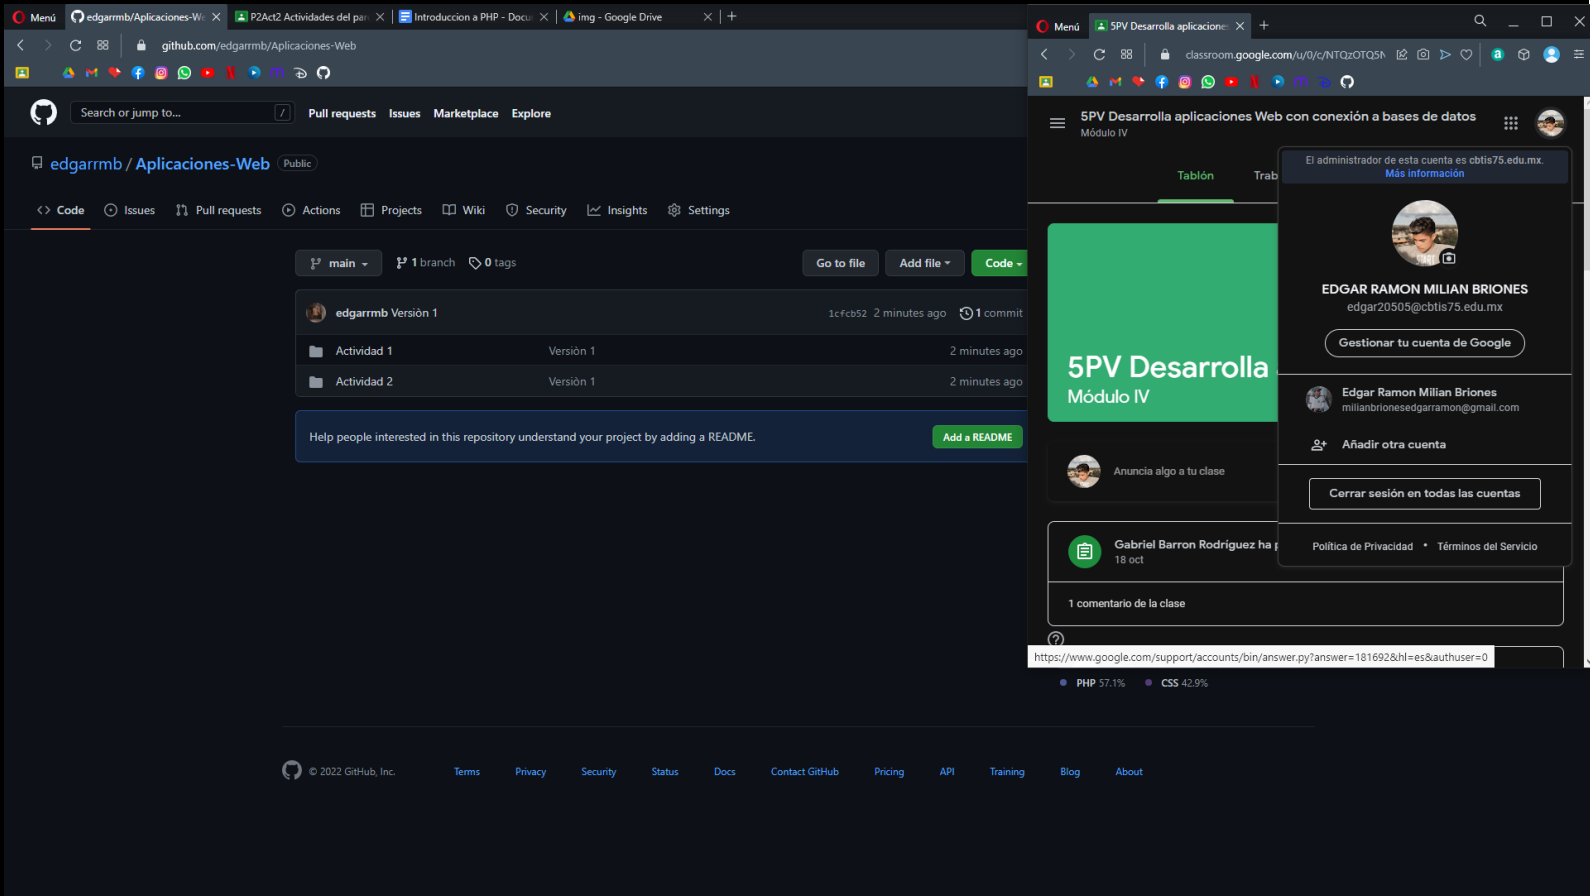 Menú
edgarrmb/Aplicaciones-We
P2Act2 Actividades del par
Introduccion a PHP - Docu
img - Google Drive
github.com/edgarrmb/Aplicaciones-Web
Search or jump to...
/
Pull requests
Issues
Marketplace
Explore
edgarrmb / Aplicaciones-Web
Public
Code
Issues
Pull requests
Actions
Projects
Wiki
Security
Insights
Settings
main
1 branch
0 tags
Go to file
Add file
Code
edgarrmb Versiòn 1
1cfcb52 2 minutes ago
1 commit
Actividad 1
Versiòn 1
2 minutes ago
Actividad 2
Versiòn 1
2 minutes ago
Help people interested in this repository understand your project by adding a README.
Add a README
PHP 57.1%
CSS 42.9%
© 2022 GitHub, Inc.
Terms
Privacy
Security
Status
Docs
Contact GitHub
Pricing
API
Training
Blog
About
Menú
5PV Desarrolla aplicaciones
classroom.google.com/u/0/c/NTQzOTQ5N
5PV Desarrolla aplicaciones Web con conexión a bases de datos
Módulo IV
Tablón
Trab
El administrador de esta cuenta es cbtis75.edu.mx.
Más información
EDGAR RAMON MILIAN BRIONES
edgar20505@cbtis75.edu.mx
Gestionar tu cuenta de Google
Edgar Ramon Milian Briones
milianbrionesedgarramon@gmail.com
Añadir otra cuenta
Cerrar sesión en todas las cuentas
Política de Privacidad • Términos del Servicio
5PV Desarrolla
Módulo IV
Anuncia algo a tu clase
Gabriel Barron Rodríguez ha p
18 oct
1 comentario de la clase
https://www.google.com/support/accounts/bin/answer.py?answer=181692&hl=es&authuser=0